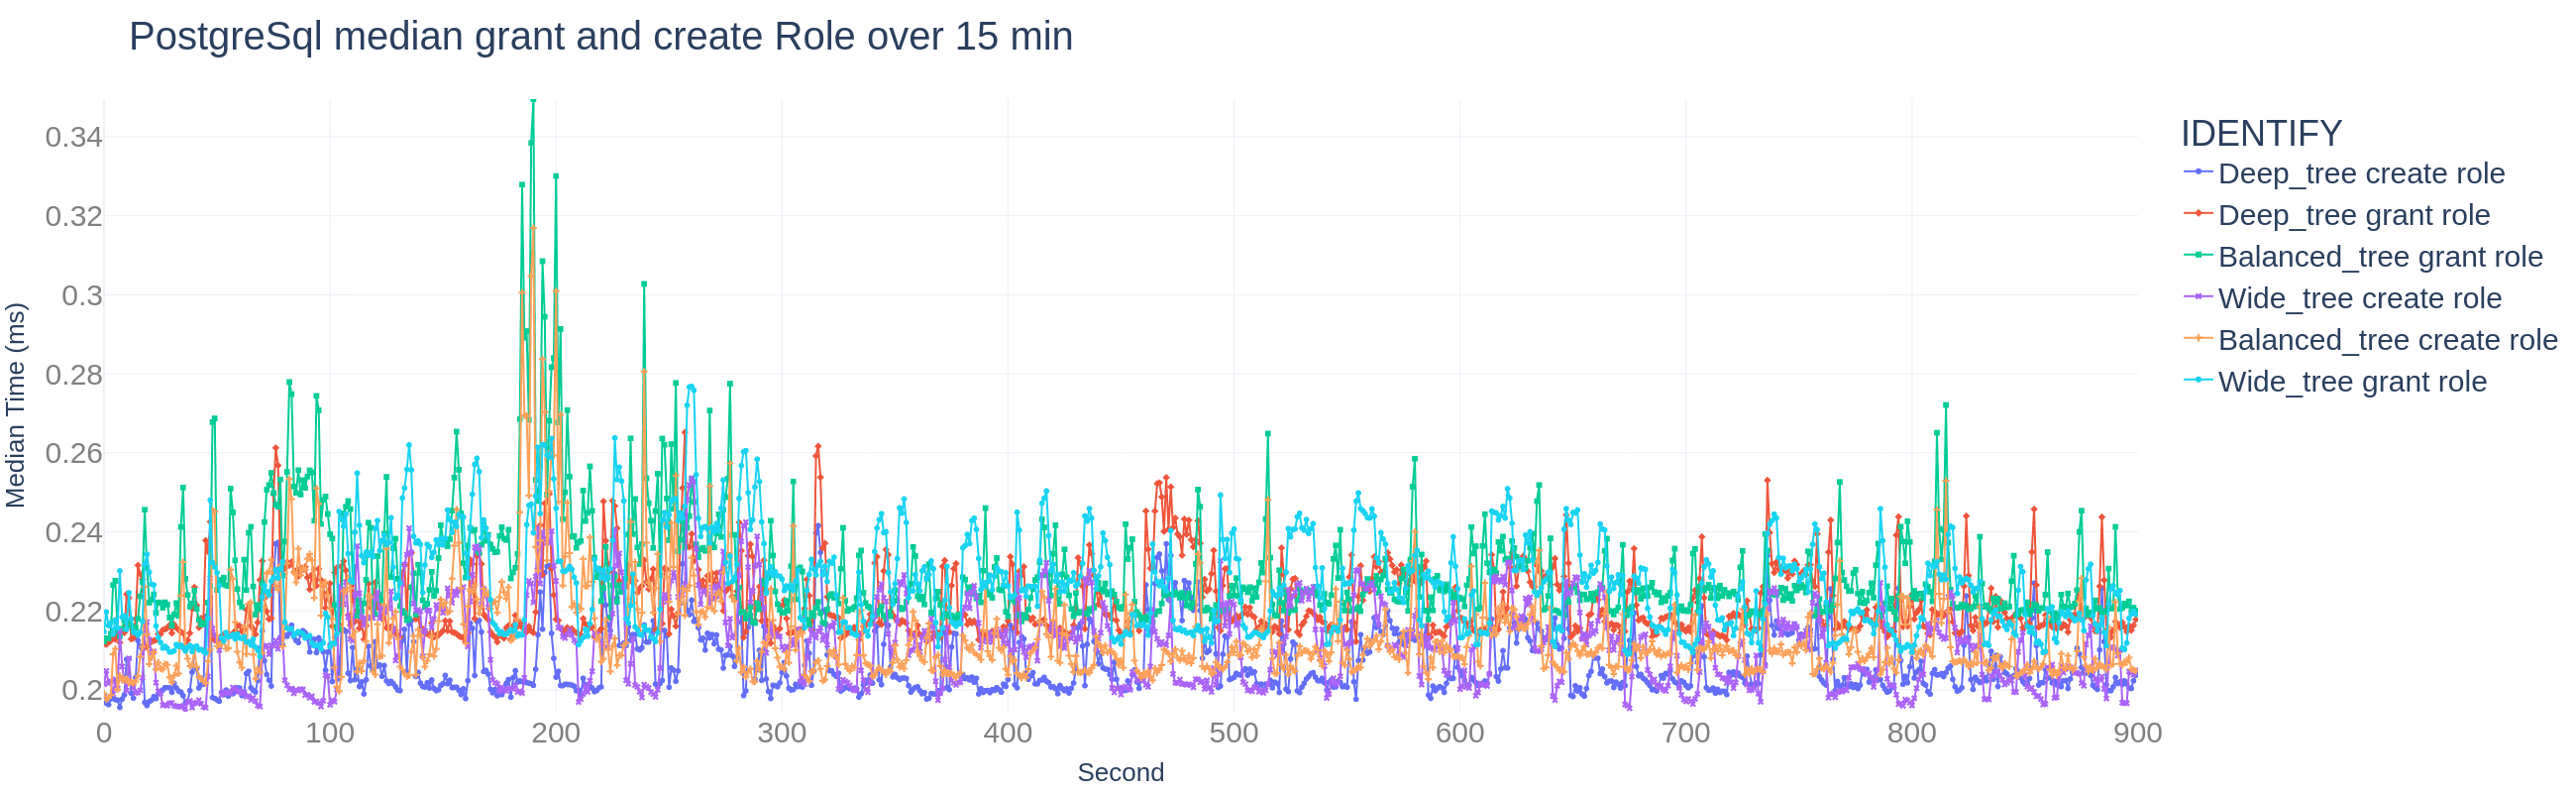 PostgreSql median grant and create Role over 15 min
IDENTIFY
Deep_tree create role
Deep_tree grant role
Balanced_tree grant role
Wide_tree create role
Balanced_tree create role
Wide_tree grant role
Median Time (ms)
0.34
0.32
0.3
0.28
0.26
0.24
0.22
0.2
0 100 200 300 400 500 600 700 800 900
Second